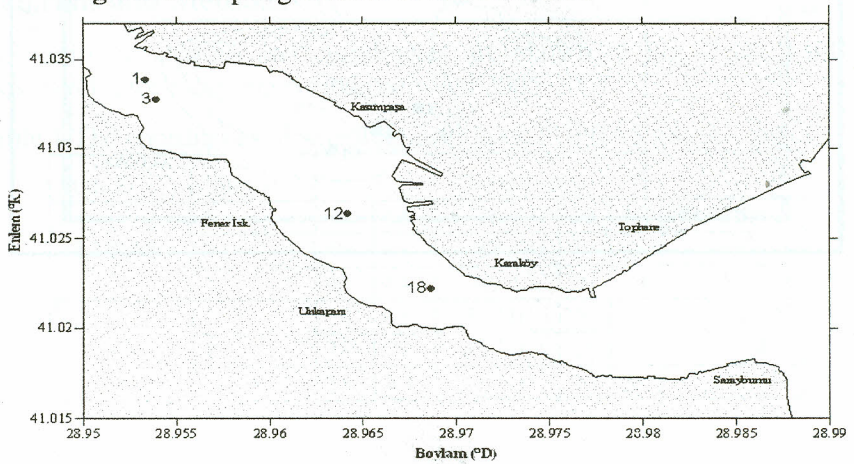 41.035
1
3
Kasımpaşa
41.03
12
Fener İsk.
Tophane
41.025
Karaköy
18
Unkapanı
41.02
Sarayburnu
41.015
28.95 28.955 28.96 28.965 28.97 28.975 28.98 28.985 28.99
Enlem (°K)
Boylam (°D)